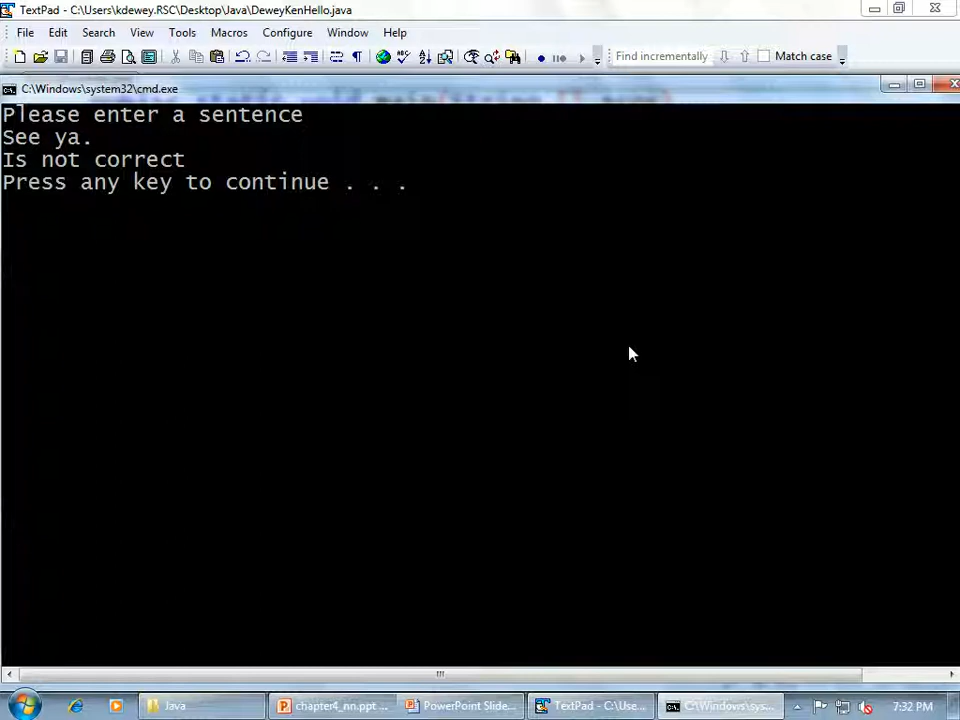 TextPad - C:\Users\kdewey.RSC\Desktop\Java\DeweyKenHello.java
File Edit Search View Tools Macros Configure Window Help
Find incrementally Match case
C:\Windows\system32\cmd.exe
Please enter a sentence
See ya.
Is not correct
Press any key to continue . . .
Java chapter4_nn.ppt ... PowerPoint Slide... TextPad - C:\Use... C:\Windows\sys... 7:32 PM